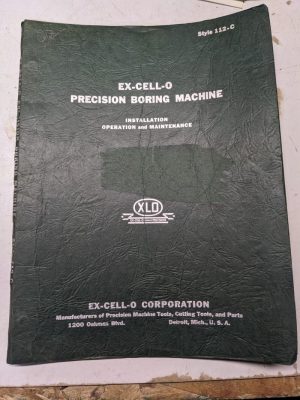 Style 112-C
EX-CELL-O
PRECISION BORING MACHINE
INSTALLATION
OPERATION and MAINTENANCE
XLO
EX-CELL-O CORPORATION
Manufacturers of Precision Machine Tools, Cutting Tools, and Parts
1200 Oakman Blvd. Detroit, Mich., U. S. A.